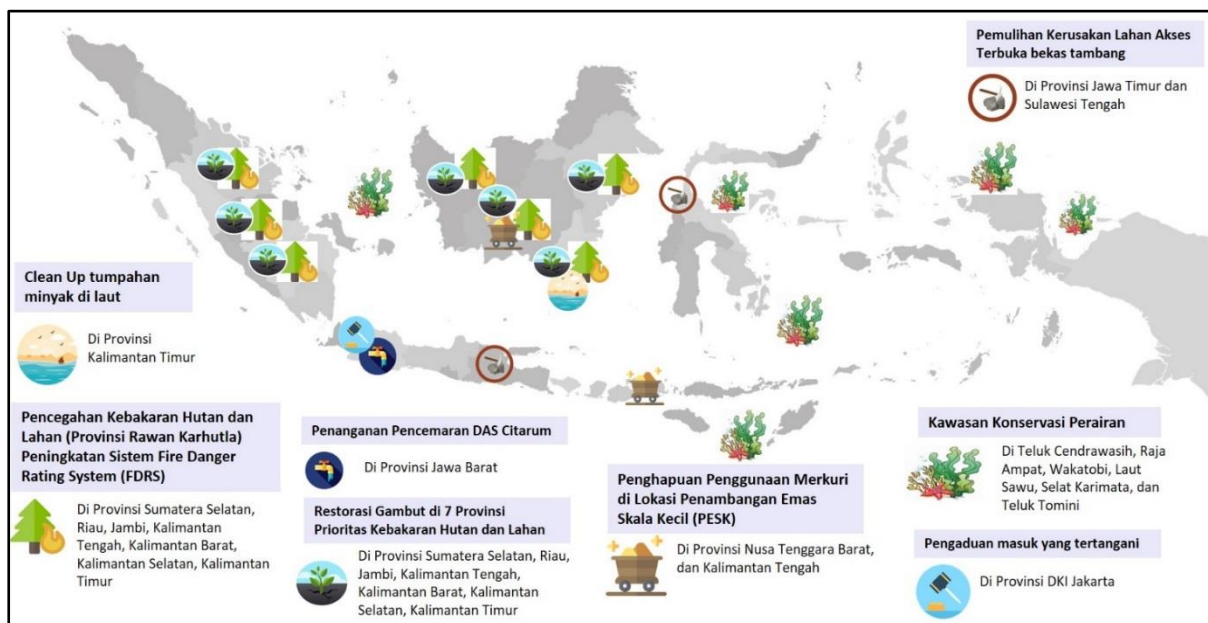 Pemulihan Kerusakan Lahan Akses
Terbuka bekas tambang
Di Provinsi Jawa Timur dan
Sulawesi Tengah
Clean Up tumpahan
minyak di laut
Di Provinsi
Kalimantan Timur
Pencegahan Kebakaran Hutan dan
Lahan (Provinsi Rawan Karhutla)
Peningkatan Sistem Fire Danger
Rating System (FDRS)
Di Provinsi Sumatera Selatan,
Riau, Jambi, Kalimantan
Tengah, Kalimantan Barat,
Kalimantan Selatan, Kalimantan
Timur
Penanganan Pencemaran DAS Citarum
Di Provinsi Jawa Barat
Restorasi Gambut di 7 Provinsi
Prioritas Kebakaran Hutan dan Lahan
Di Provinsi Sumatera Selatan, Riau,
Jambi, Kalimantan Tengah,
Kalimantan Barat, Kalimantan
Selatan, Kalimantan Timur
Penghapuan Penggunaan Merkuri
di Lokasi Penambangan Emas
Skala Kecil (PESK)
Di Provinsi Nusa Tenggara Barat,
dan Kalimantan Tengah
Kawasan Konservasi Perairan
Di Teluk Cendrawasih, Raja
Ampat, Wakatobi, Laut
Sawu, Selat Karimata, dan
Teluk Tomini
Pengaduan masuk yang tertangani
Di Provinsi DKI Jakarta